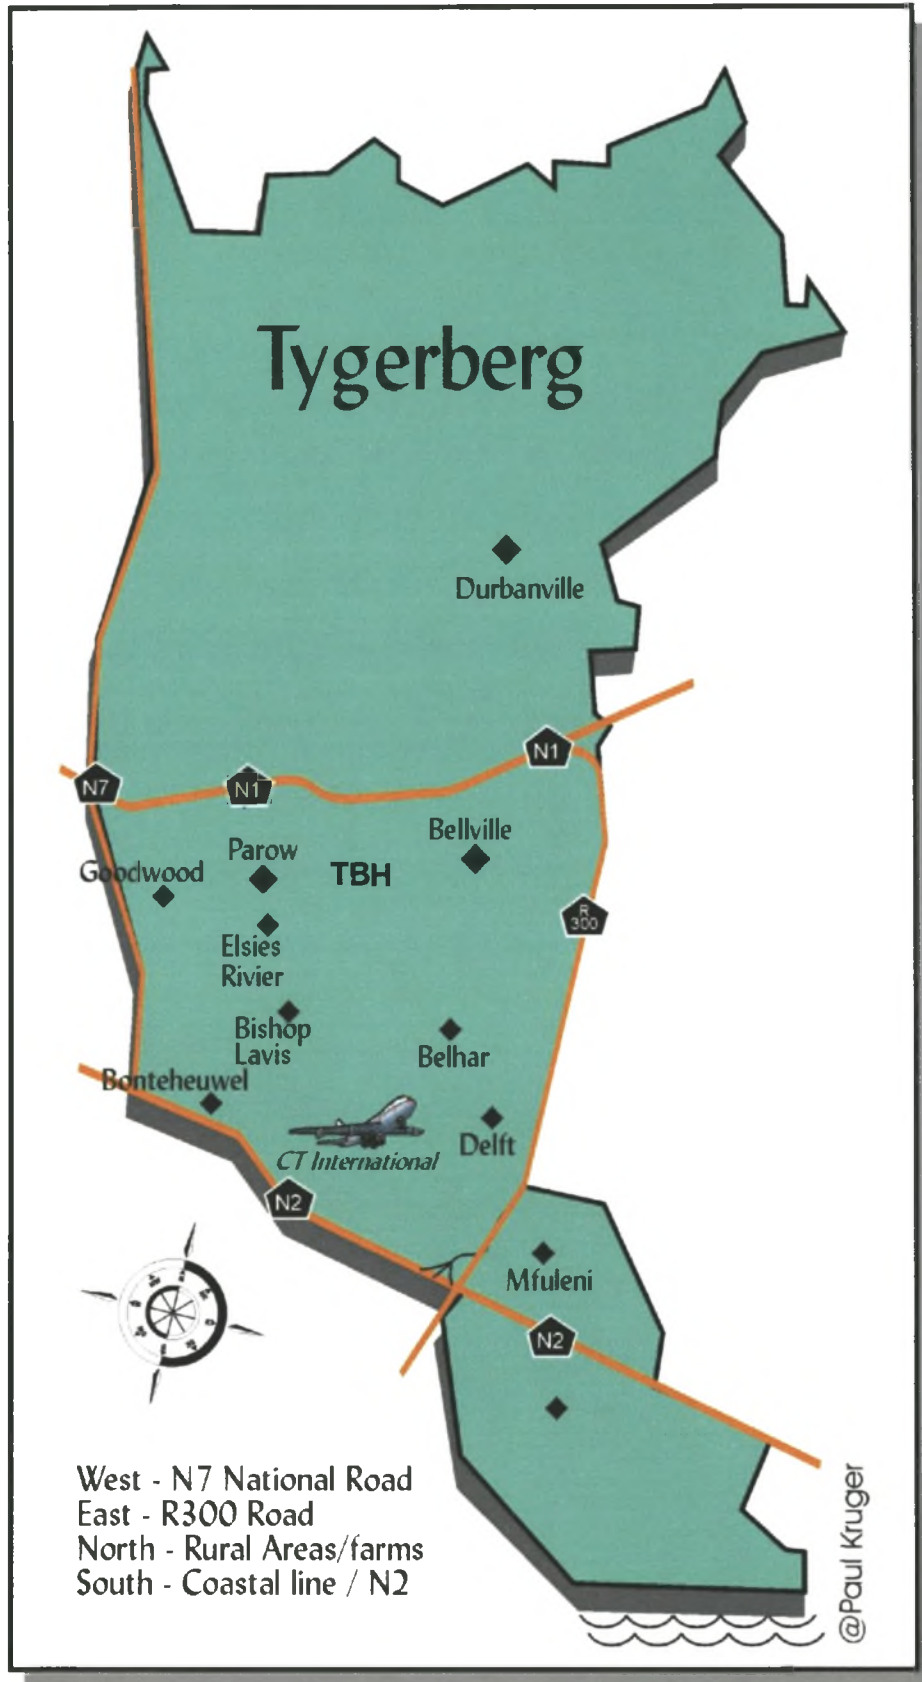 Tygerberg
Durbanville
N1
N7
N1
Bellville
Parow
TBH
Goodwood
R
300
Elsies
Rivier
Bishop
Lavis
Belhar
Bonteheuwel
Delft
CT International
N2
Mfuleni
N2
West - N7 National Road
East - R300 Road
North - Rural Areas/farms
South - Coastal line / N2
@Paul Kruger